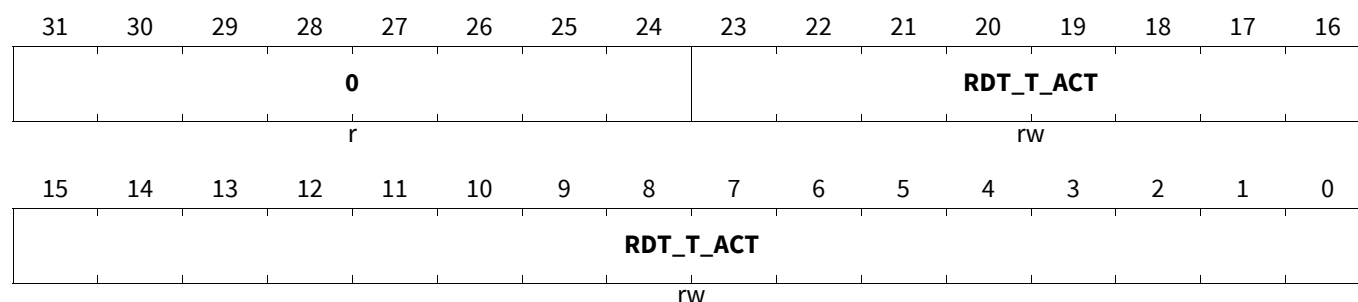 31 30 29 28 27 26 25 24 23 22 21 20 19 18 17 16
0 RDT_T_ACT
r rw
15 14 13 12 11 10 9 8 7 6 5 4 3 2 1 0
RDT_T_ACT
rw